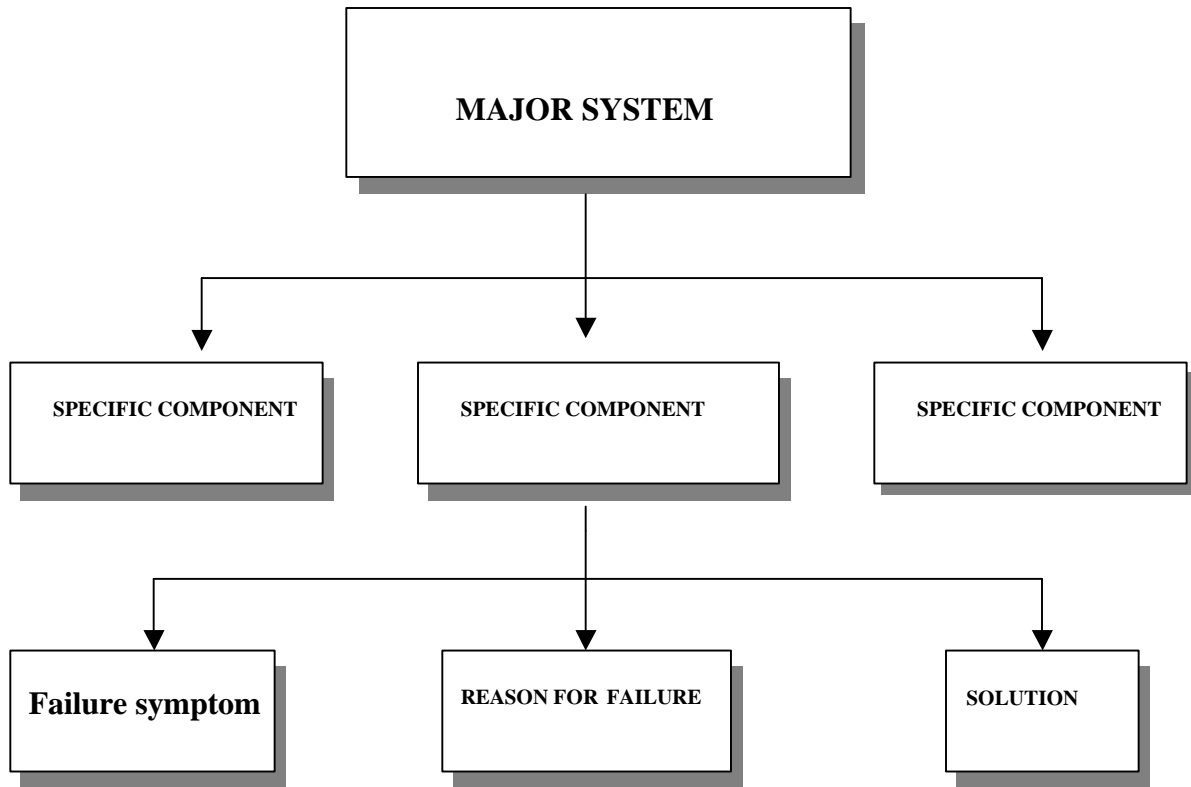 MAJOR SYSTEM
SPECIFIC COMPONENT
SPECIFIC COMPONENT
SPECIFIC COMPONENT
Failure symptom
REASON FOR FAILURE
SOLUTION